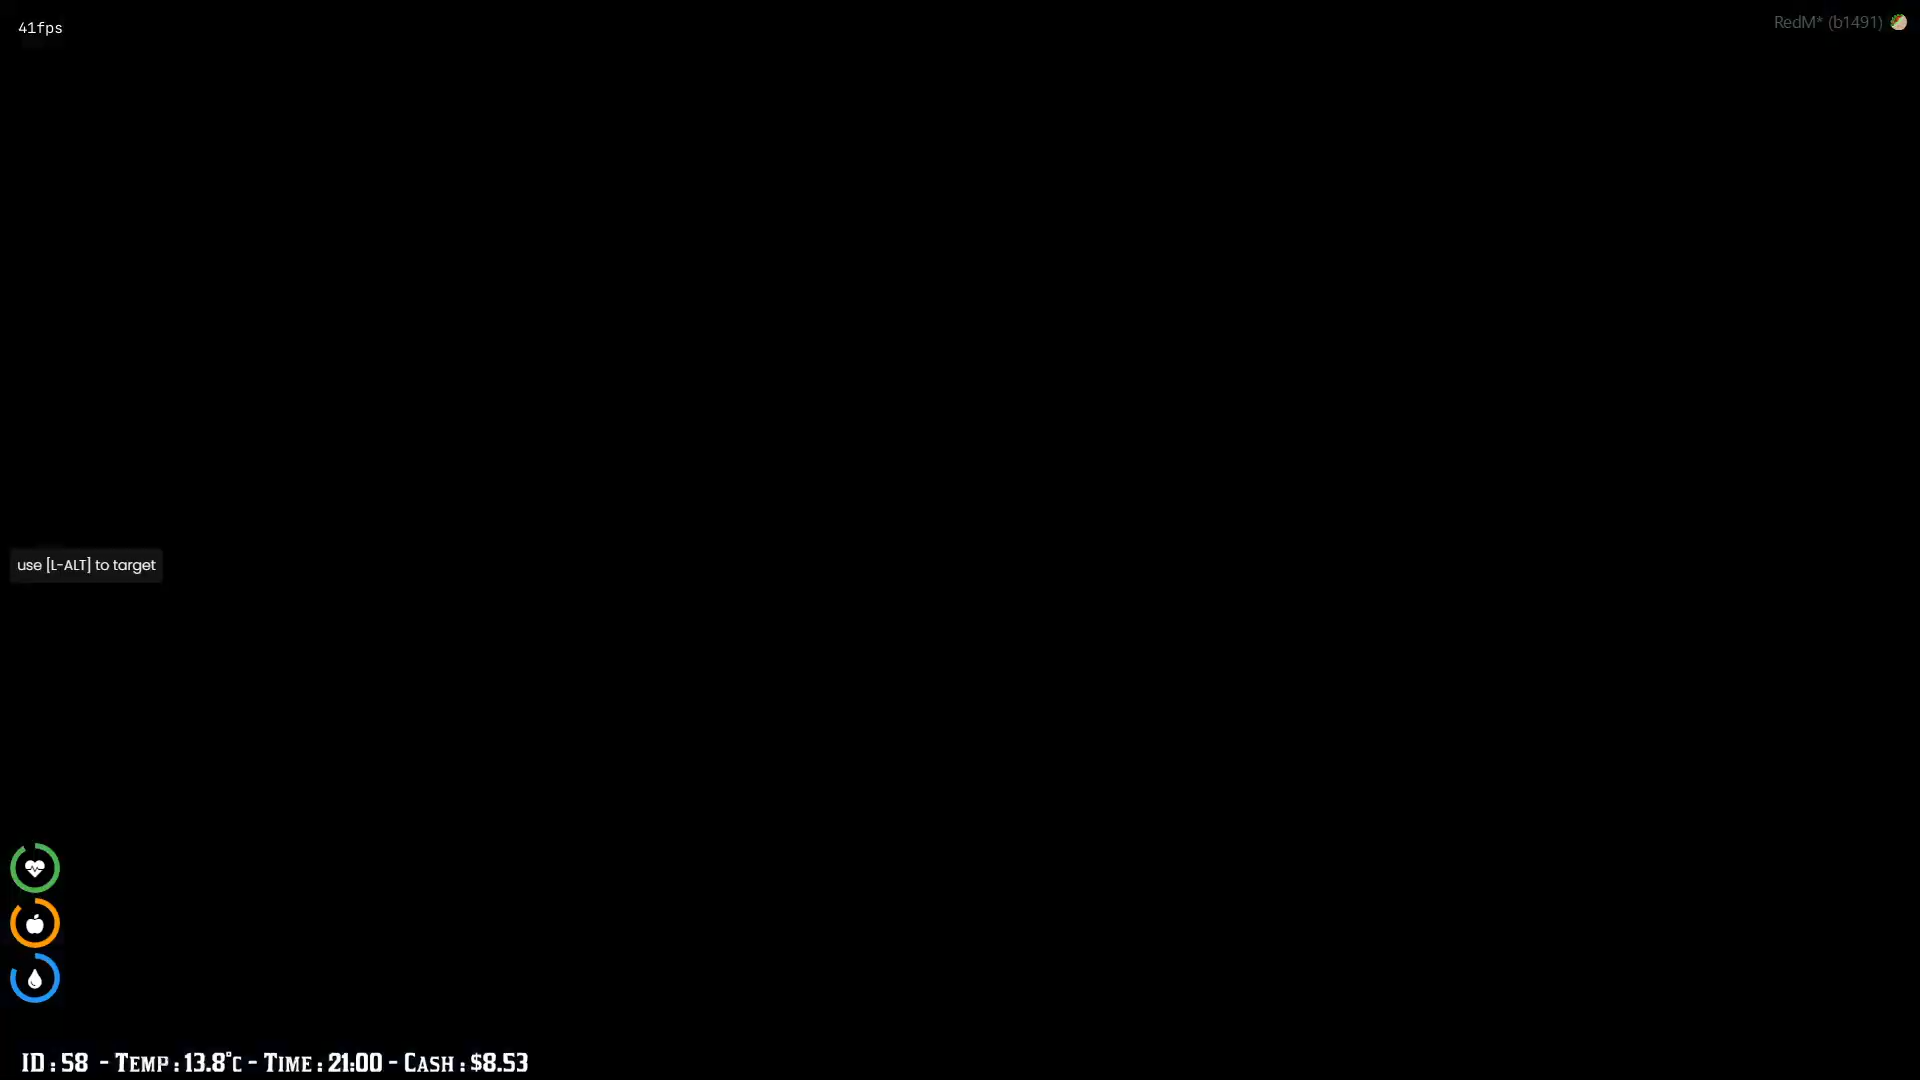 41fps
RedM* (b1491)
use [L-ALT] to target
ID : 58 - Temp : 13.8°c - Time : 21:00 - Cash : $8.53